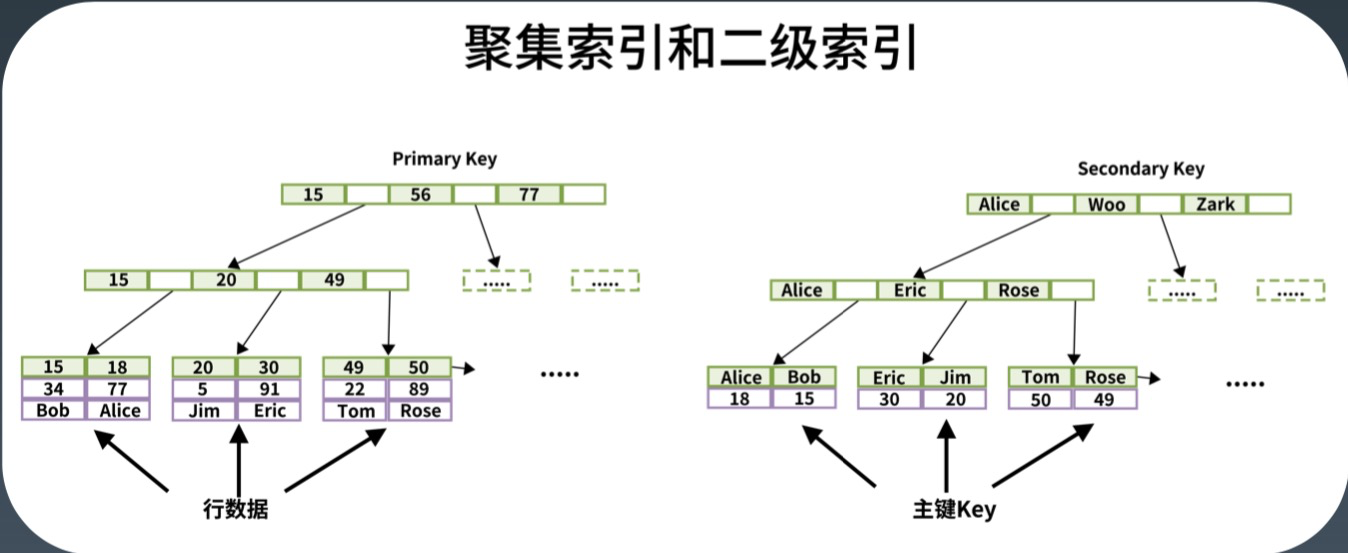 聚集索引和二级索引
Primary Key
15 56 77
15 20 49
..... .....
15 18
34 77
Bob Alice
20 30
5 91
Jim Eric
49 50
22 89
Tom Rose
.....
行数据
Secondary Key
Alice Woo Zark
Alice Eric Rose
..... .....
Alice Bob
18 15
Eric Jim
30 20
Tom Rose
50 49
.....
主键Key